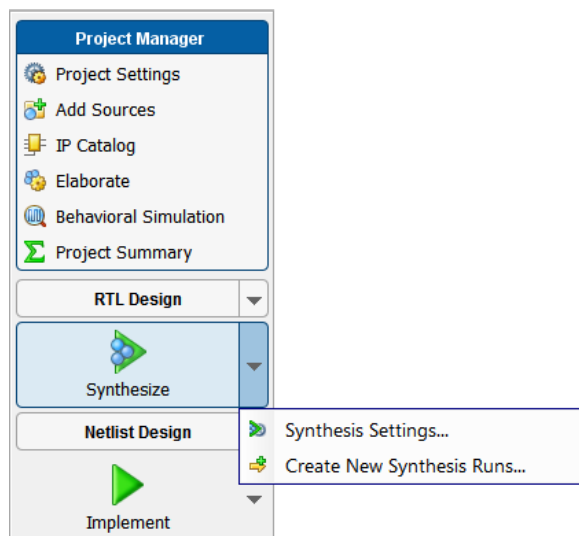 Project Manager
Project Settings
Add Sources
IP Catalog
Elaborate
Behavioral Simulation
Project Summary
RTL Design
Synthesize
Netlist Design
Synthesis Settings...
Create New Synthesis Runs...
Implement